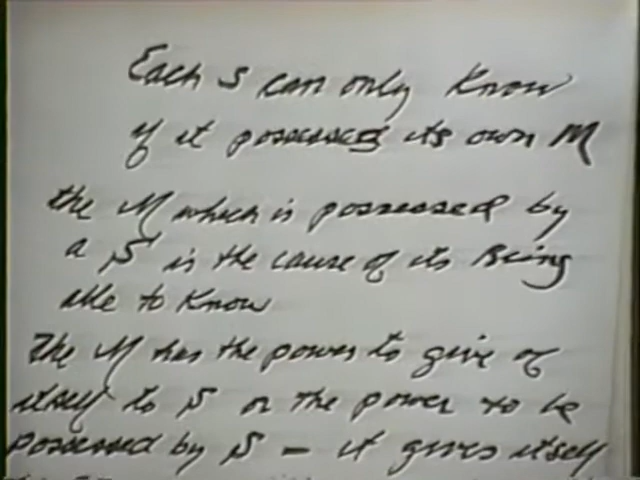 Each S can only Know
if it possesses its own M
the M which is possessed by
a S is the cause of its Being
able to Know
The M has the power to give of
itself to S or the power to be
possessed by S – it gives itself